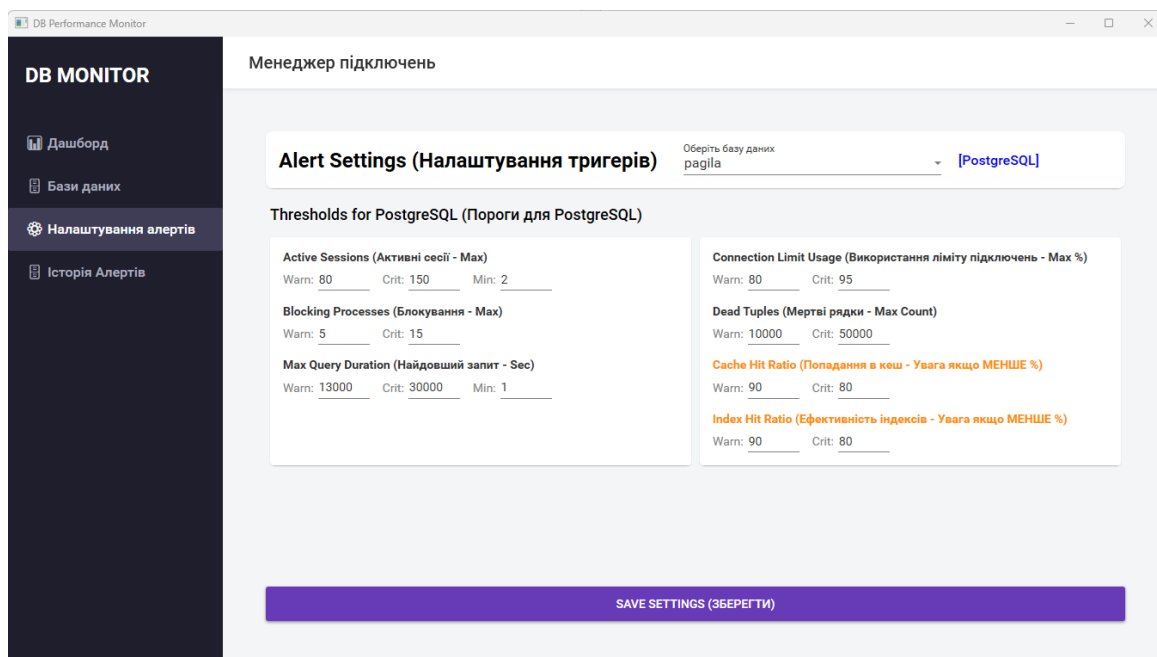 DB Performance Monitor
DB MONITOR
Дашборд
Бази даних
Налаштування алертів
Історія Алертів
Менеджер підключень
Alert Settings (Налаштування тригерів)
Оберіть базу даних
pagila
[PostgreSQL]
Thresholds for PostgreSQL (Пороги для PostgreSQL)
Active Sessions (Активні сесії - Max)
Warn: 80 Crit: 150 Min: 2
Blocking Processes (Блокування - Max)
Warn: 5 Crit: 15
Max Query Duration (Найдовший запит - Sec)
Warn: 13000 Crit: 30000 Min: 1
Connection Limit Usage (Використання ліміту підключень - Max %)
Warn: 80 Crit: 95
Dead Tuples (Мертві рядки - Max Count)
Warn: 10000 Crit: 50000
Cache Hit Ratio (Попадання в кеш - Увага якщо МЕНШЕ %)
Warn: 90 Crit: 80
Index Hit Ratio (Ефективність індексів - Увага якщо МЕНШЕ %)
Warn: 90 Crit: 80
SAVE SETTINGS (ЗБЕРЕГТИ)